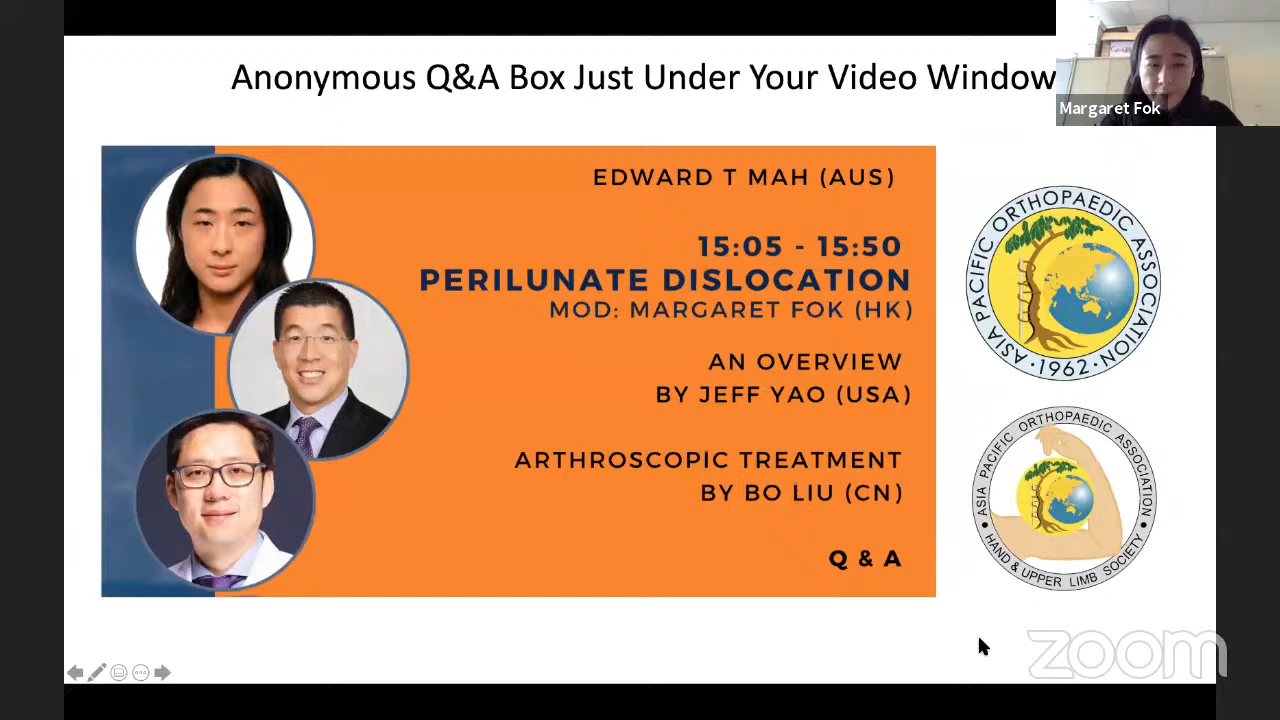 Anonymous Q&A Box Just Under Your Video Window
Margaret Fok
EDWARD T MAH (AUS)
15:05 - 15:50
PERILUNATE DISLOCATION
MOD: MARGARET FOK (HK)
AN OVERVIEW
BY JEFF YAO (USA)
ARTHROSCOPIC TREATMENT
BY BO LIU (CN)
Q & A
ASIA PACIFIC ORTHOPAEDIC ASSOCIATION
• 1962 •
ASIA PACIFIC ORTHOPAEDIC ASSOCIATION
• HAND & UPPER LIMB SOCIETY •
zoom